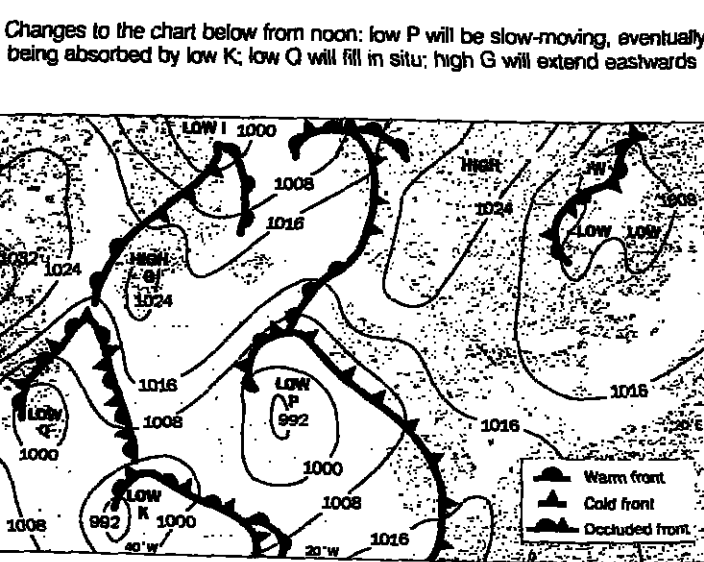 Changes to the chart below from noon: low P will be slow-moving, eventually
being absorbed by low K; low Q will fill in situ; high G will extend eastwards
LOW I 1000
HIGH
1008
1024
1008
1016
LOW LOW
1032
1024
HIGH
G
1024
1016
1016
LOW
P
992
1008
1016
LOW
Q
1000
1000
LOW
K
992
1000
1008
1008
1016
40°W
20°W
Warm front
Cold front
Occluded front